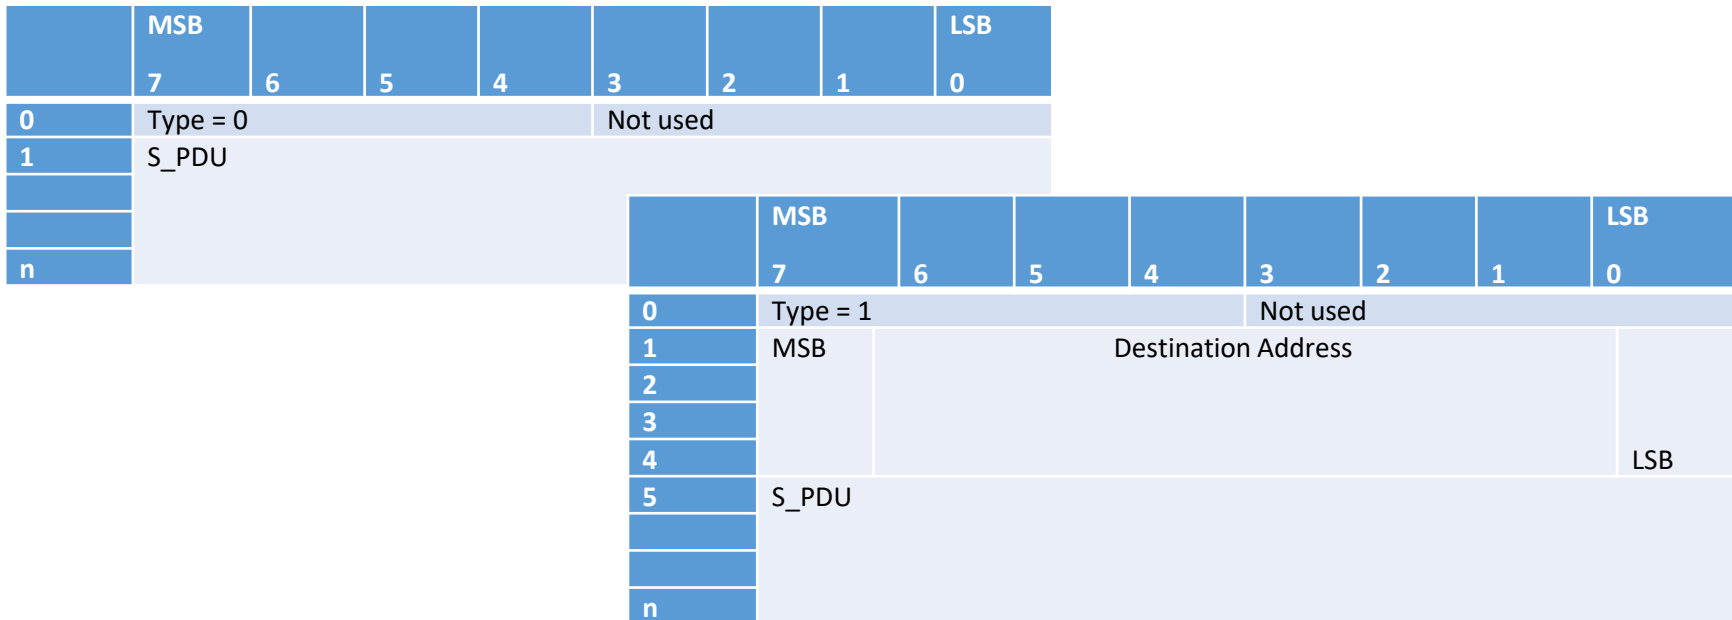 MSB LSB
7 6 5 4 3 2 1 0
0 Type = 0 Not used
1 S_PDU
n
MSB LSB
7 6 5 4 3 2 1 0
0 Type = 1 Not used
1 MSB Destination Address
2
3
4 LSB
5 S_PDU
n